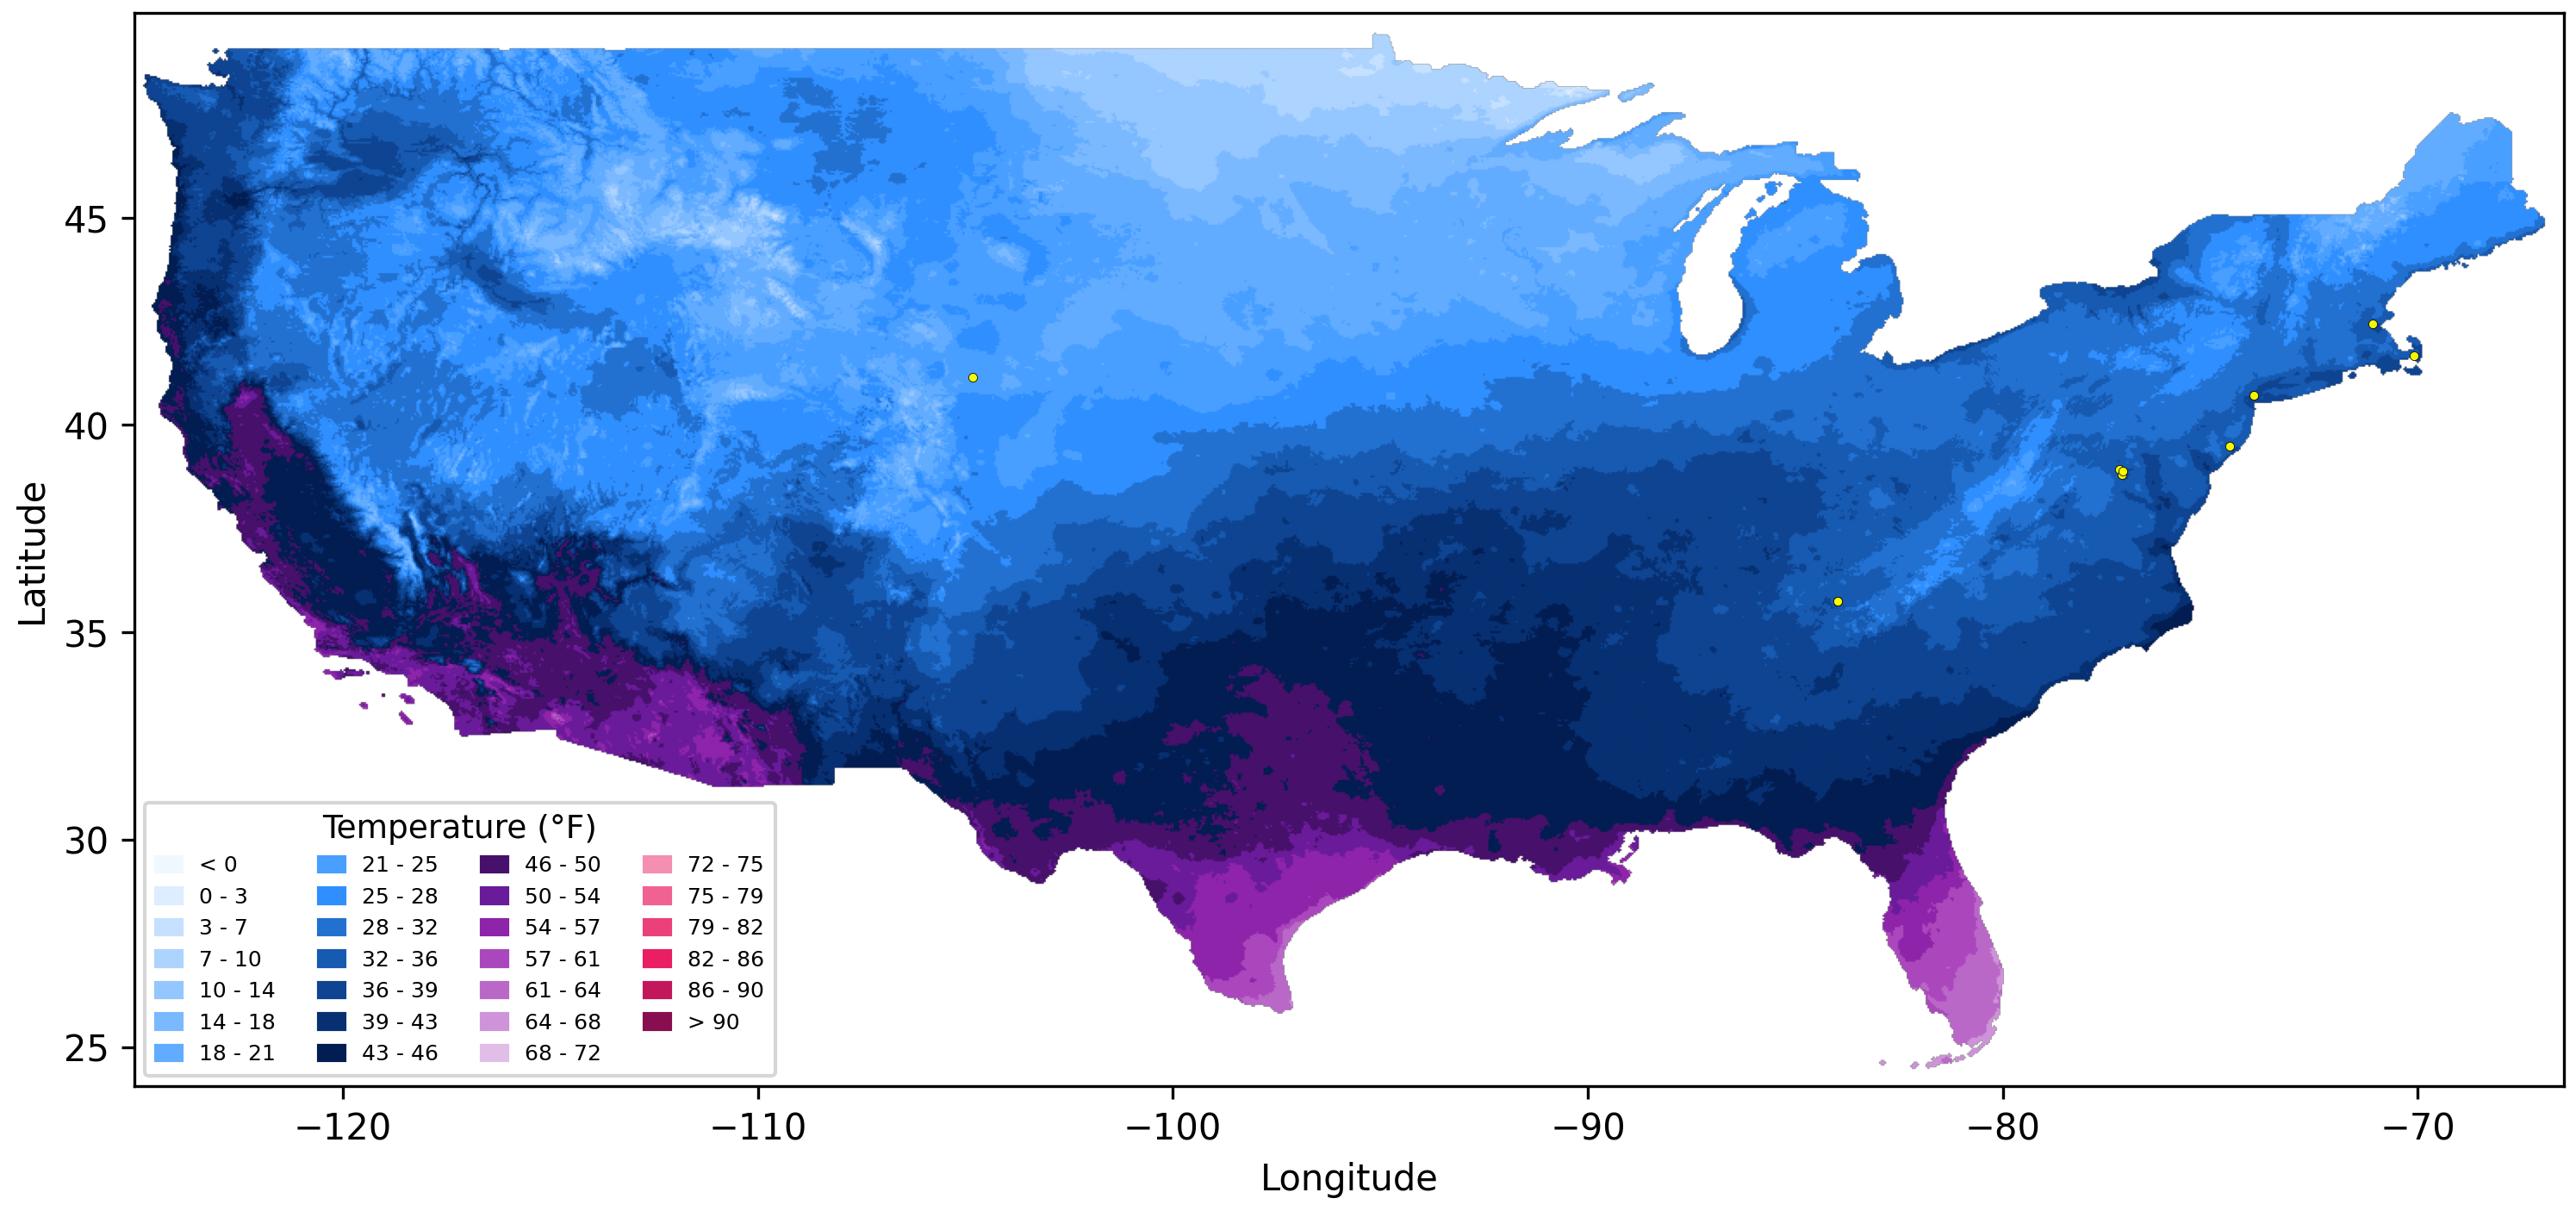 45
40
35
30
25
Latitude
Temperature (°F)
< 0
0 - 3
3 - 7
7 - 10
10 - 14
14 - 18
18 - 21
21 - 25
25 - 28
28 - 32
32 - 36
36 - 39
39 - 43
43 - 46
46 - 50
50 - 54
54 - 57
57 - 61
61 - 64
64 - 68
68 - 72
72 - 75
75 - 79
79 - 82
82 - 86
86 - 90
> 90
−120
−110
−100
−90
−80
−70
Longitude